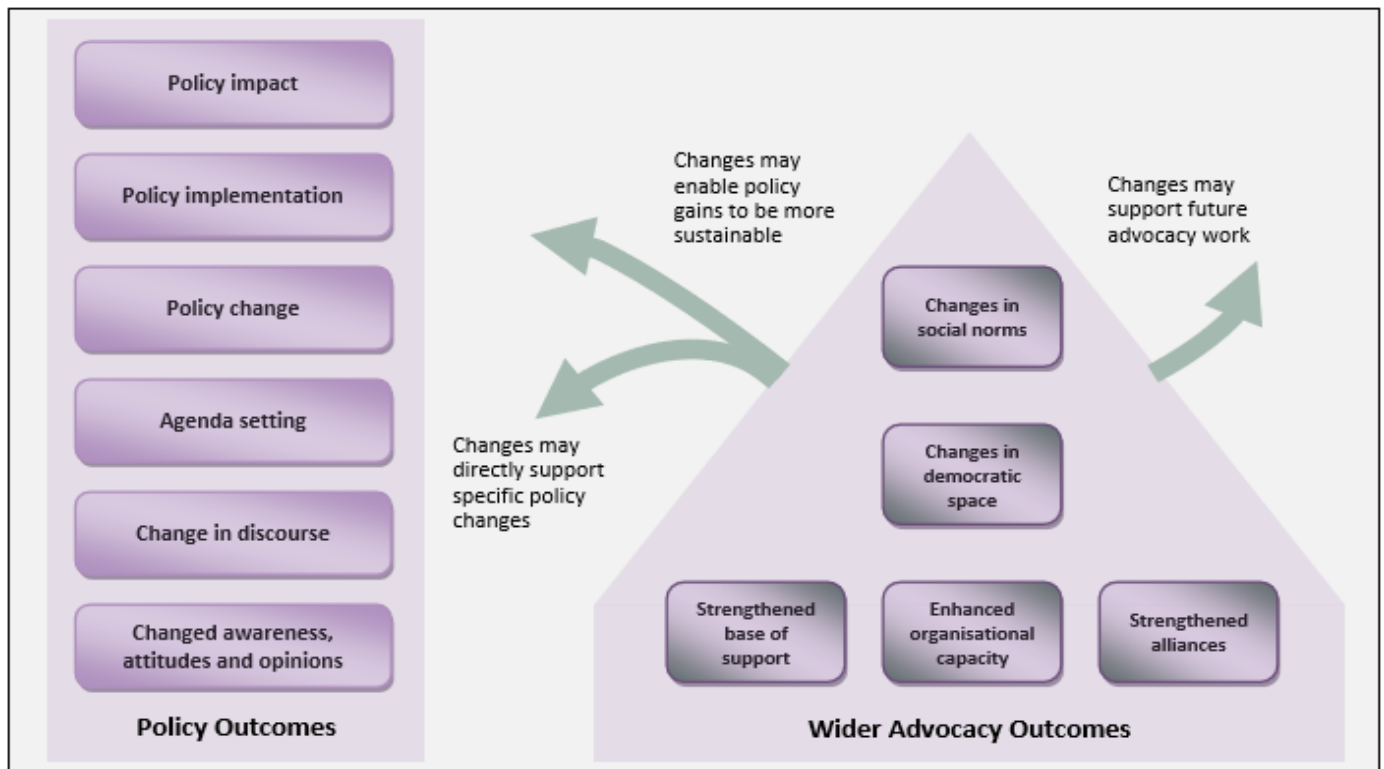 Policy impact
Policy implementation
Policy change
Agenda setting
Change in discourse
Changed awareness,
attitudes and opinions
Policy Outcomes
Changes may
enable policy
gains to be more
sustainable
Changes may
directly support
specific policy
changes
Changes may
support future
advocacy work
Changes in
social norms
Changes in
democratic
space
Strengthened
base of
support
Enhanced
organisational
capacity
Strengthened
alliances
Wider Advocacy Outcomes